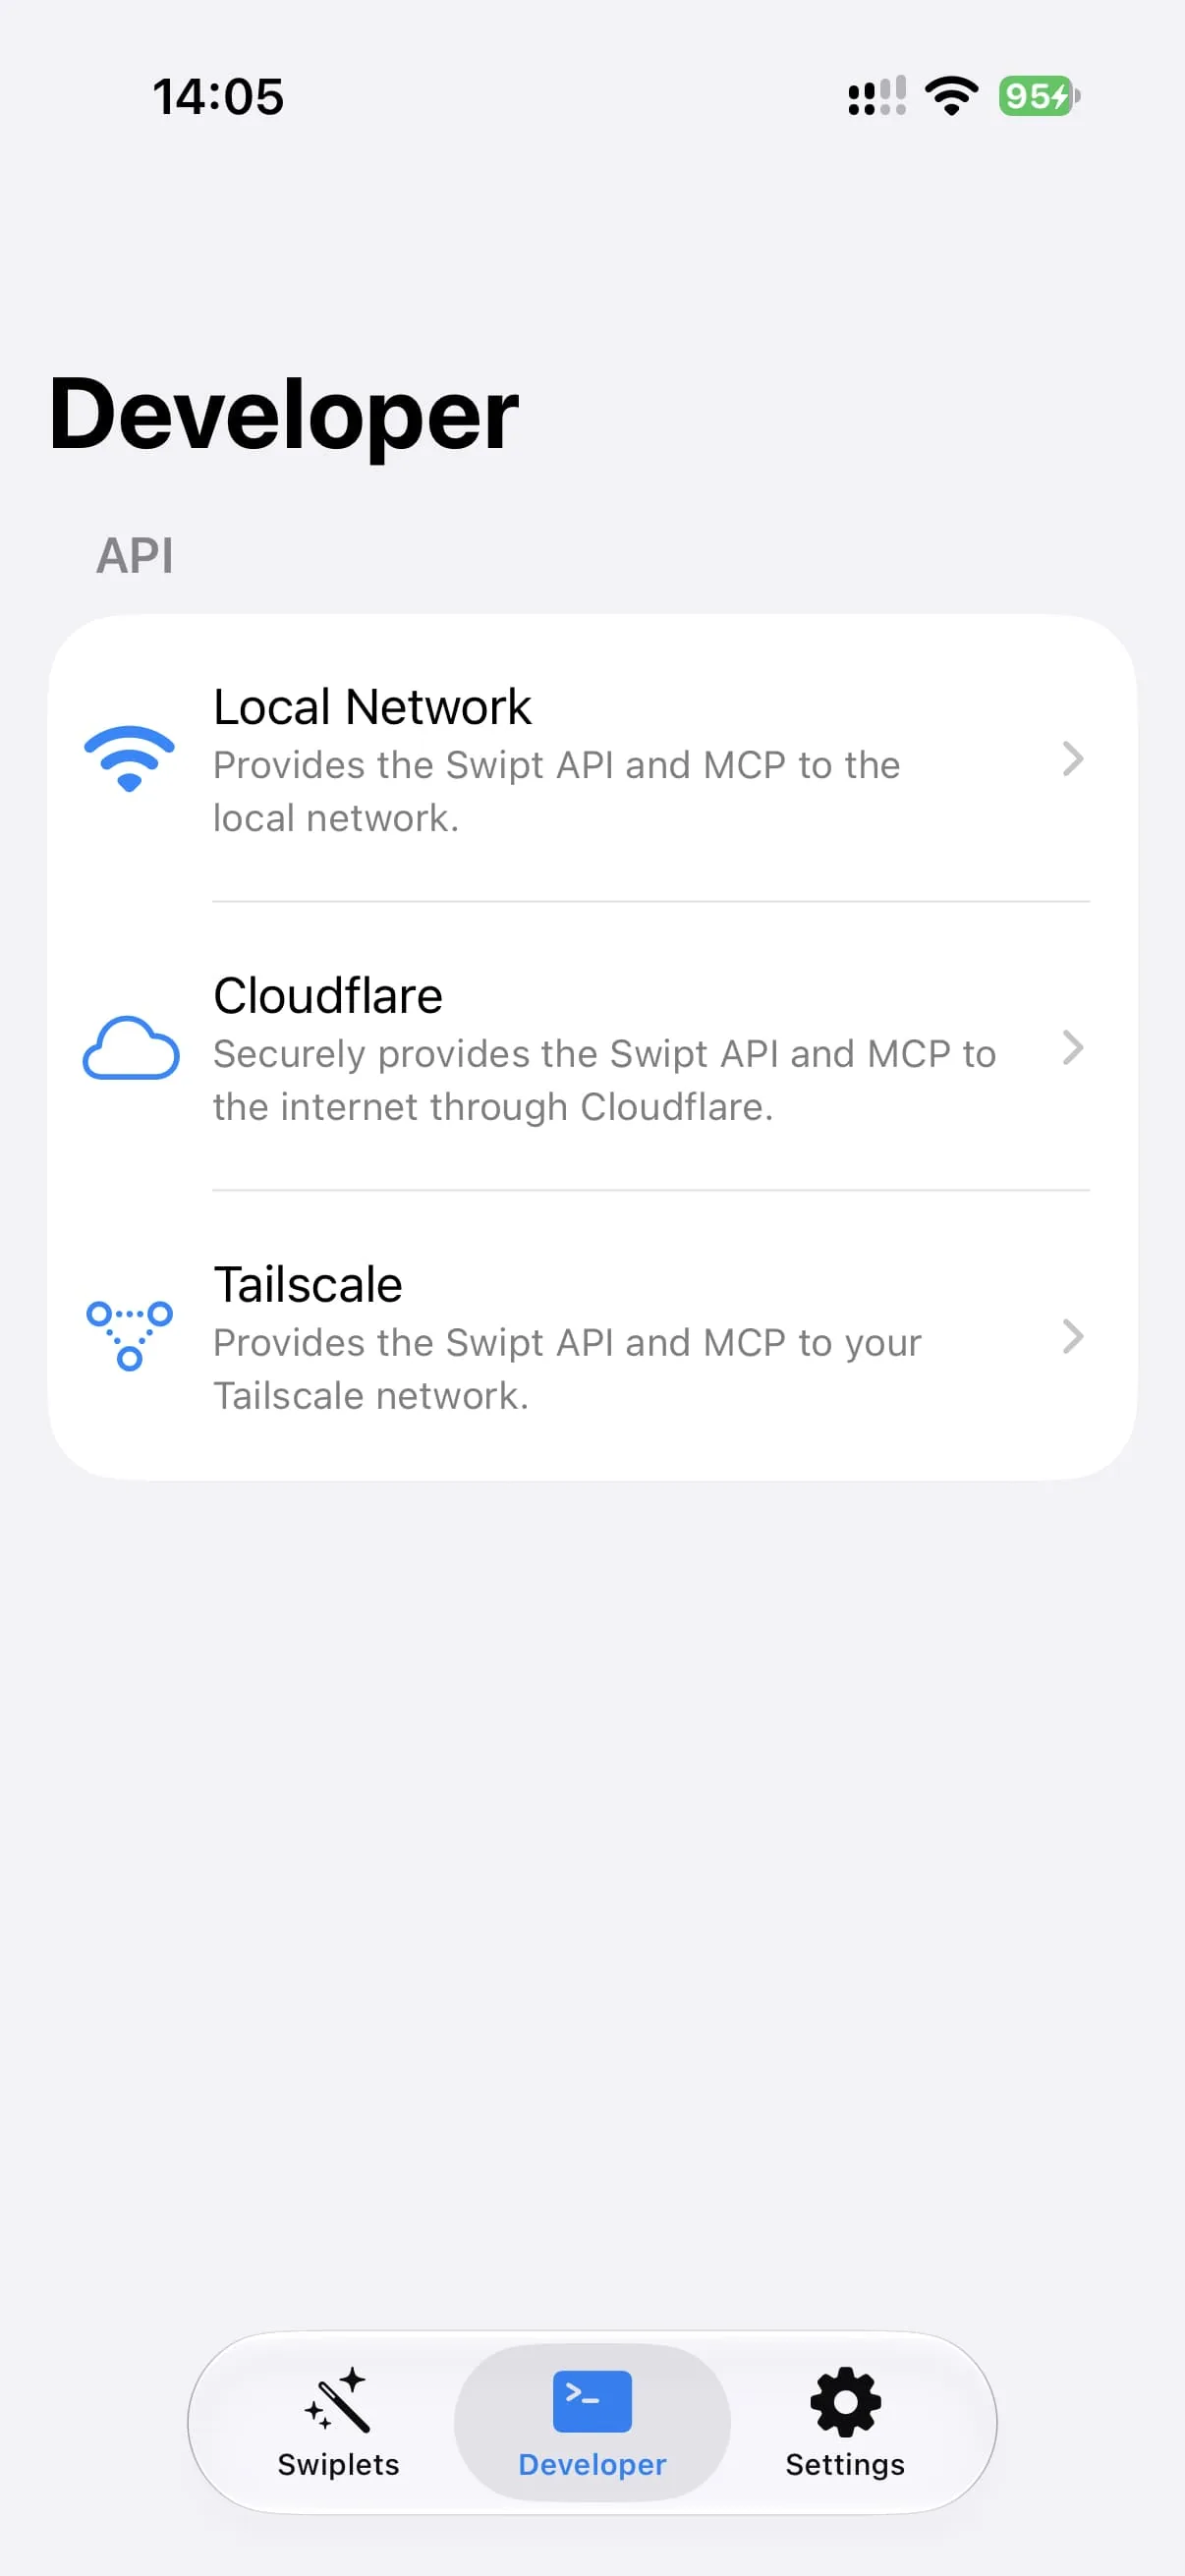 14:05
95
Developer
API
Local Network
Provides the Swipt API and MCP to the
local network.
Cloudflare
Securely provides the Swipt API and MCP to
the internet through Cloudflare.
Tailscale
Provides the Swipt API and MCP to your
Tailscale network.
Swiplets
Developer
Settings